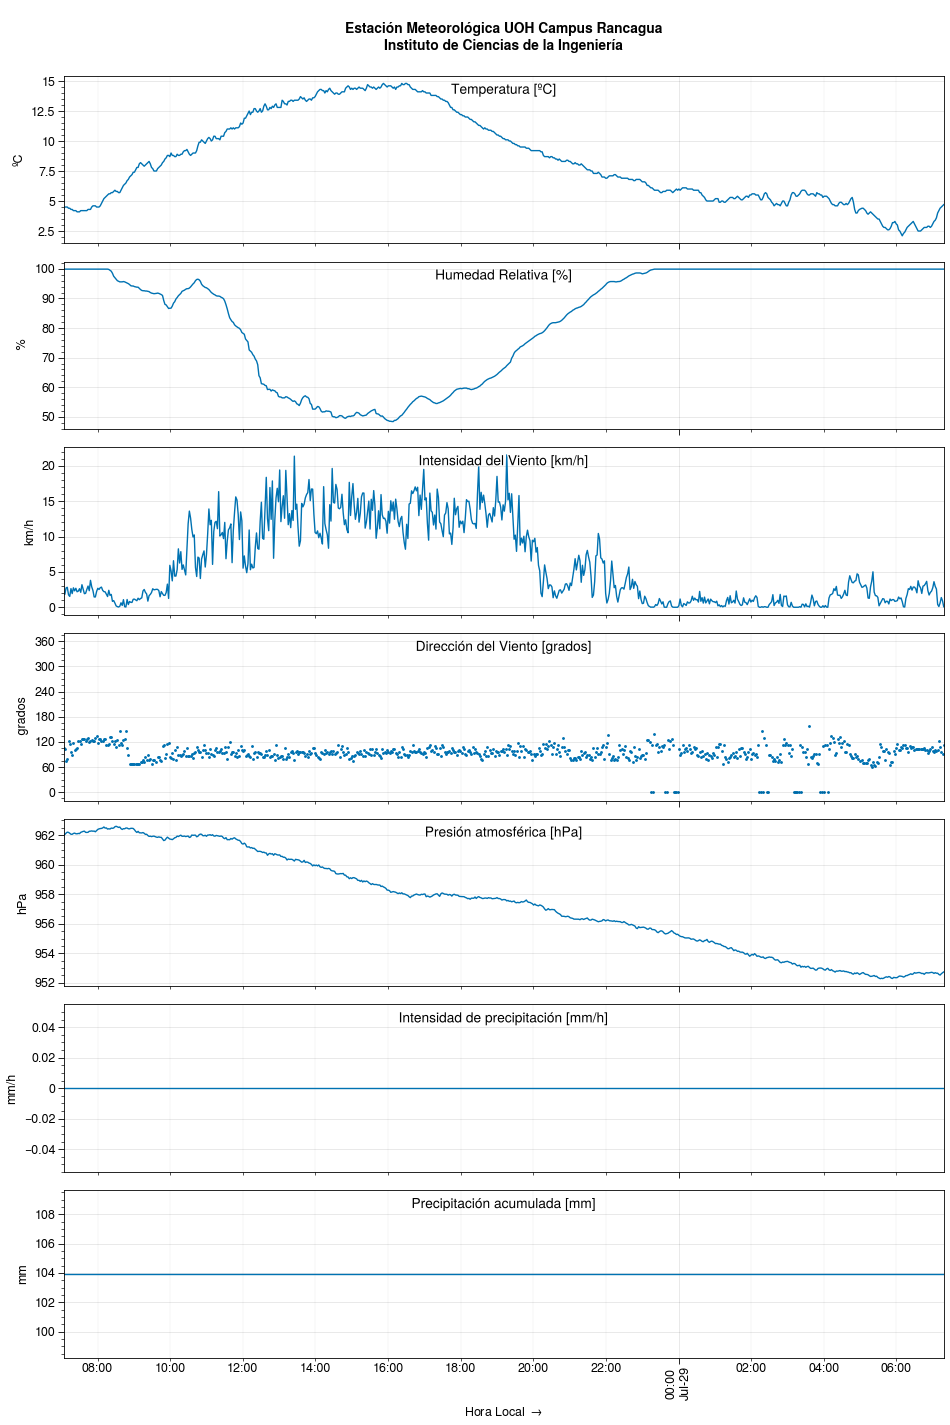 Estación Meteorológica UOH Campus Rancagua
Instituto de Ciencias de la Ingeniería
Temperatura [ºC]
ºC
15
12.5
10
7.5
5
2.5
Humedad Relativa [%]
%
100
90
80
70
60
50
Intensidad del Viento [km/h]
km/h
20
15
10
5
0
Dirección del Viento [grados]
grados
360
300
240
180
120
60
0
Presión atmosférica [hPa]
hPa
962
960
958
956
954
952
Intensidad de precipitación [mm/h]
mm/h
0.04
0.02
0
−0.02
−0.04
Precipitación acumulada [mm]
mm
108
106
104
102
100
08:00 10:00 12:00 14:00 16:00 18:00 20:00 22:00 00:00 02:00 04:00 06:00
Jul-29
Hora Local →